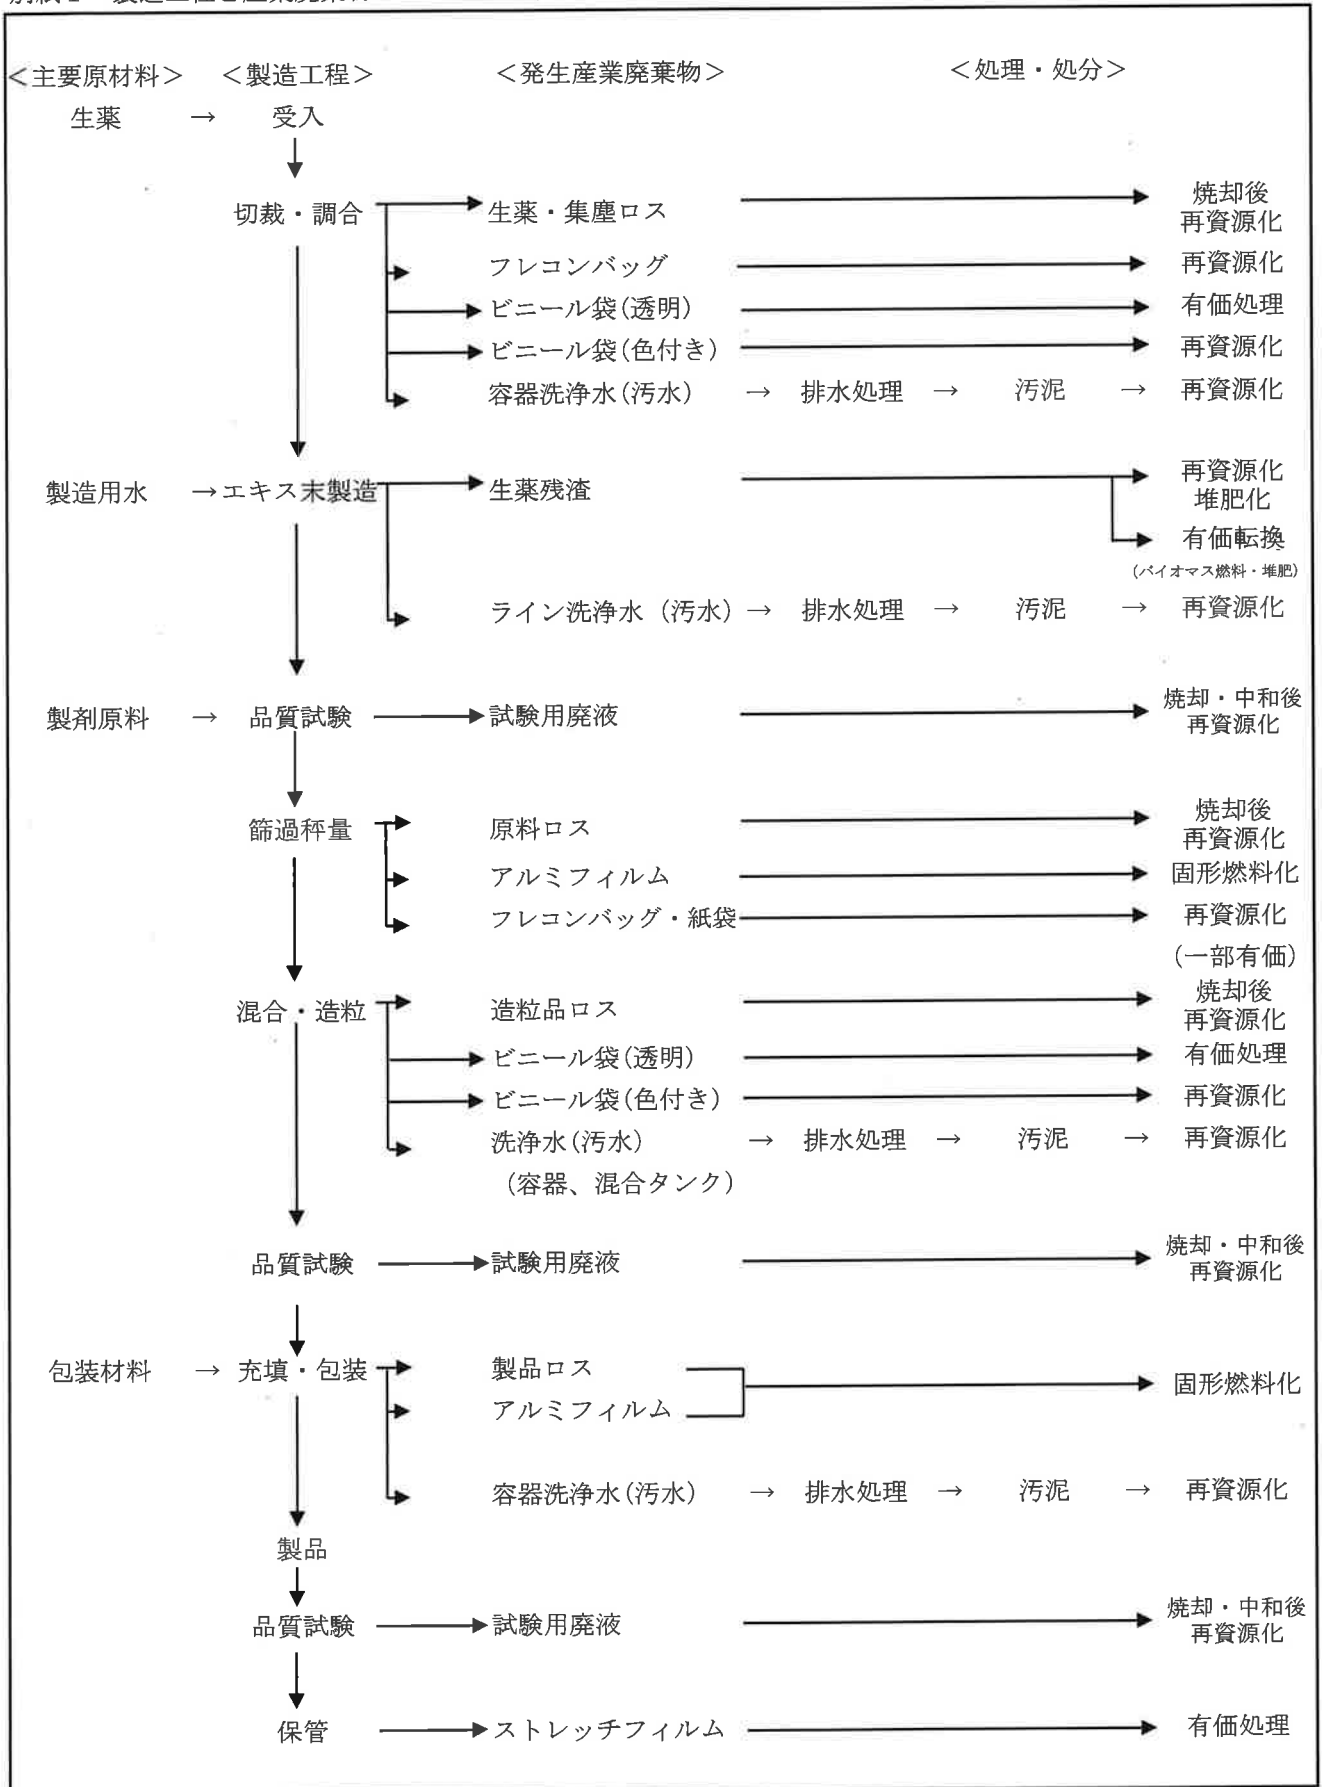 <主要原材料> <製造工程> <発生産業廃棄物> <処理・処分>
生薬 → 受入
切裁・調合 生薬・集塵ロス 焼却後
再資源化
フレコンバッグ 再資源化
ビニール袋(透明) 有価処理
ビニール袋(色付き) 再資源化
容器洗浄水(汚水) → 排水処理 → 汚泥 → 再資源化
製造用水 →エキス末製造 生薬残渣 再資源化
堆肥化
有価転換
(バイオマス燃料・堆肥)
ライン洗浄水(汚水)→ 排水処理 → 汚泥 → 再資源化
製剤原料 → 品質試験 試験用廃液 焼却・中和後
再資源化
篩過秤量 原料ロス 焼却後
再資源化
アルミフィルム 固形燃料化
フレコンバッグ・紙袋 再資源化
(一部有価)
混合・造粒 造粒品ロス 焼却後
再資源化
ビニール袋(透明) 有価処理
ビニール袋(色付き) 再資源化
洗浄水(汚水) → 排水処理 → 汚泥 → 再資源化
(容器、混合タンク)
品質試験 試験用廃液 焼却・中和後
再資源化
包装材料 → 充填・包装 製品ロス 固形燃料化
アルミフィルム
容器洗浄水(汚水) → 排水処理 → 汚泥 → 再資源化
製品
品質試験 試験用廃液 焼却・中和後
再資源化
保管 ストレッチフィルム 有価処理